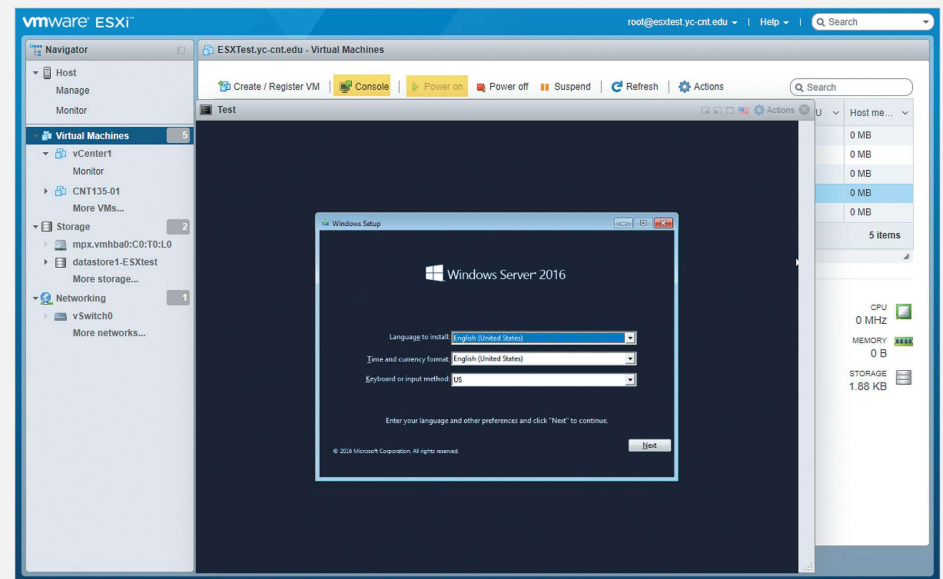 vmware ESXi™
root@esxtest.yc-cnt.edu | Help | Search
Navigator
ESXTest.yc-cnt.edu - Virtual Machines
Host
Manage
Monitor
Create / Register VM | Console | Power on Power off Suspend | Refresh | Actions
Search
Test
Actions
U Host me...
0 MB
0 MB
0 MB
0 MB
0 MB
5 items
Virtual Machines 5
vCenter1
Monitor
CNT135-01
More VMs...
Storage 2
mpx.vmhba0:C0:T0:L0
datastore1-ESXtest
More storage...
Networking 1
vSwitch0
More networks...
Windows Setup
Windows Server 2016
Language to install: English (United States)
Time and currency format: English (United States)
Keyboard or input method: US
Enter your language and other preferences and click "Next" to continue.
© 2016 Microsoft Corporation. All rights reserved.
Next
CPU
0 MHz
MEMORY
0 B
STORAGE
1.88 KB